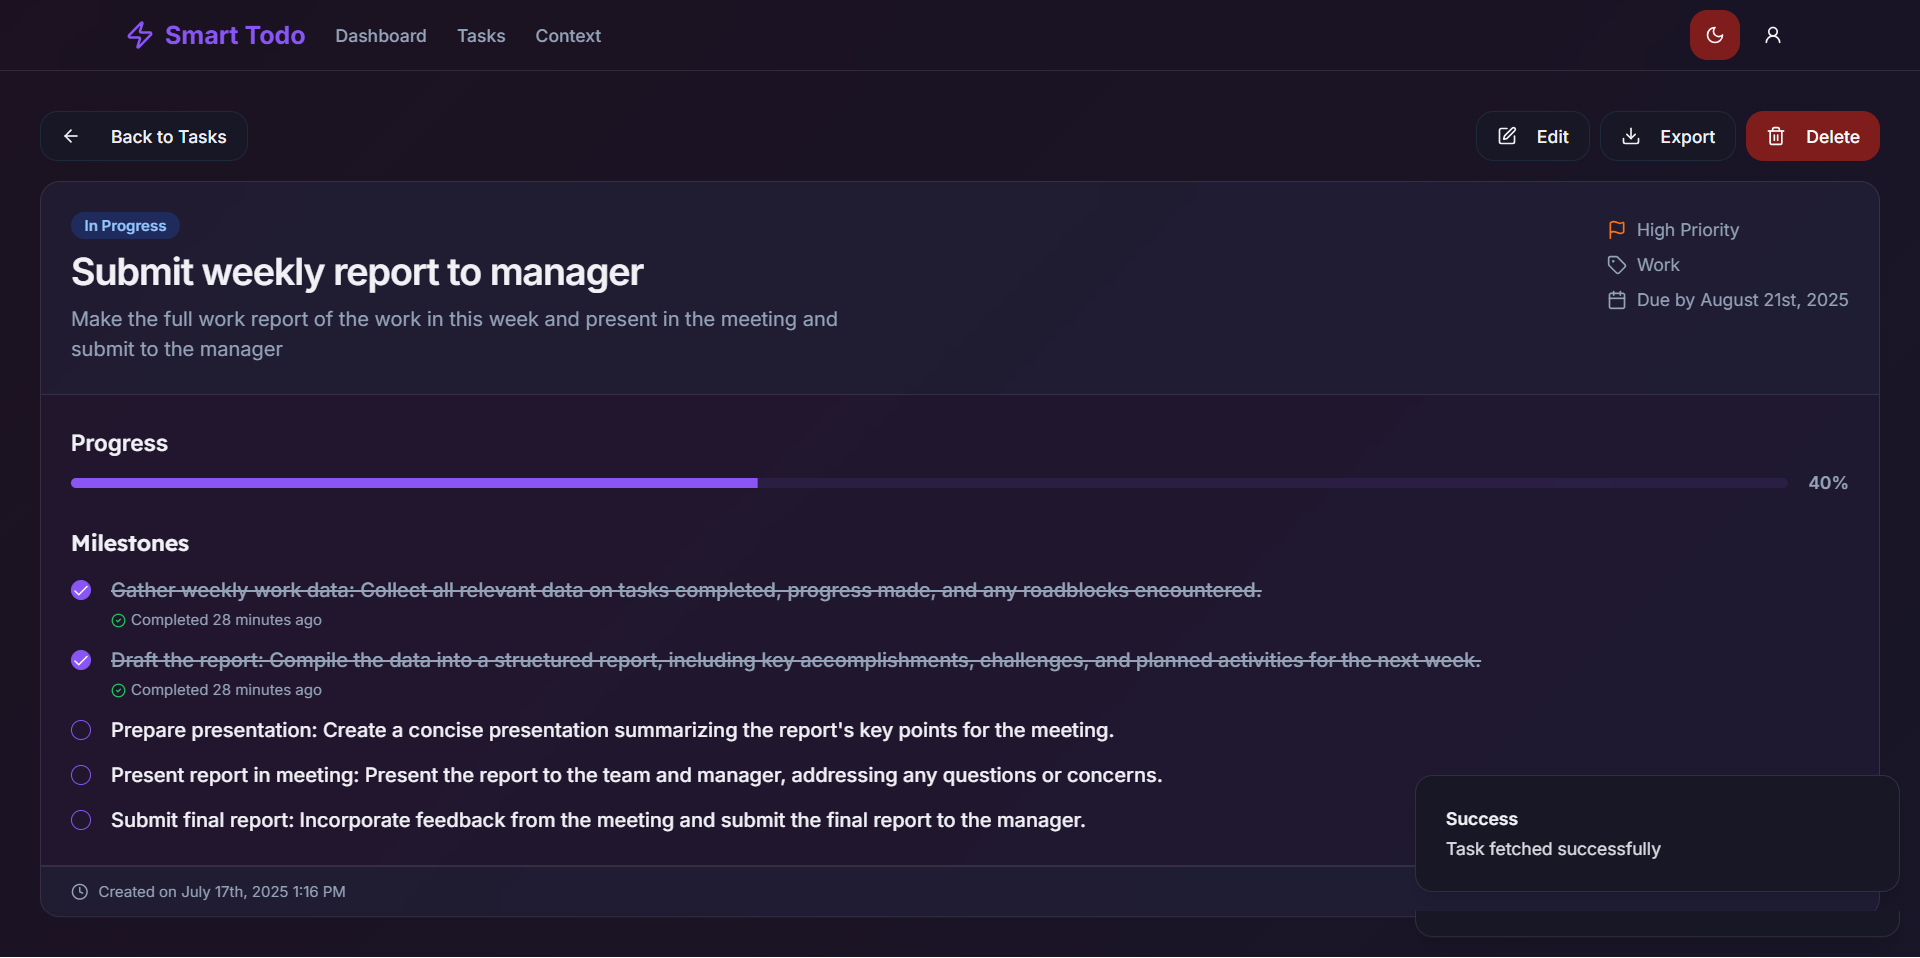 Smart Todo
Dashboard
Tasks
Context
Back to Tasks
Edit
Export
Delete
In Progress
Submit weekly report to manager
Make the full work report of the work in this week and present in the meeting and
submit to the manager
High Priority
Work
Due by August 21st, 2025
Progress
40%
Milestones
Gather weekly work data: Collect all relevant data on tasks completed, progress made, and any roadblocks encountered.
Completed 28 minutes ago
Draft the report: Compile the data into a structured report, including key accomplishments, challenges, and planned activities for the next week.
Completed 28 minutes ago
Prepare presentation: Create a concise presentation summarizing the report's key points for the meeting.
Present report in meeting: Present the report to the team and manager, addressing any questions or concerns.
Submit final report: Incorporate feedback from the meeting and submit the final report to the manager.
Success
Task fetched successfully
Created on July 17th, 2025 1:16 PM